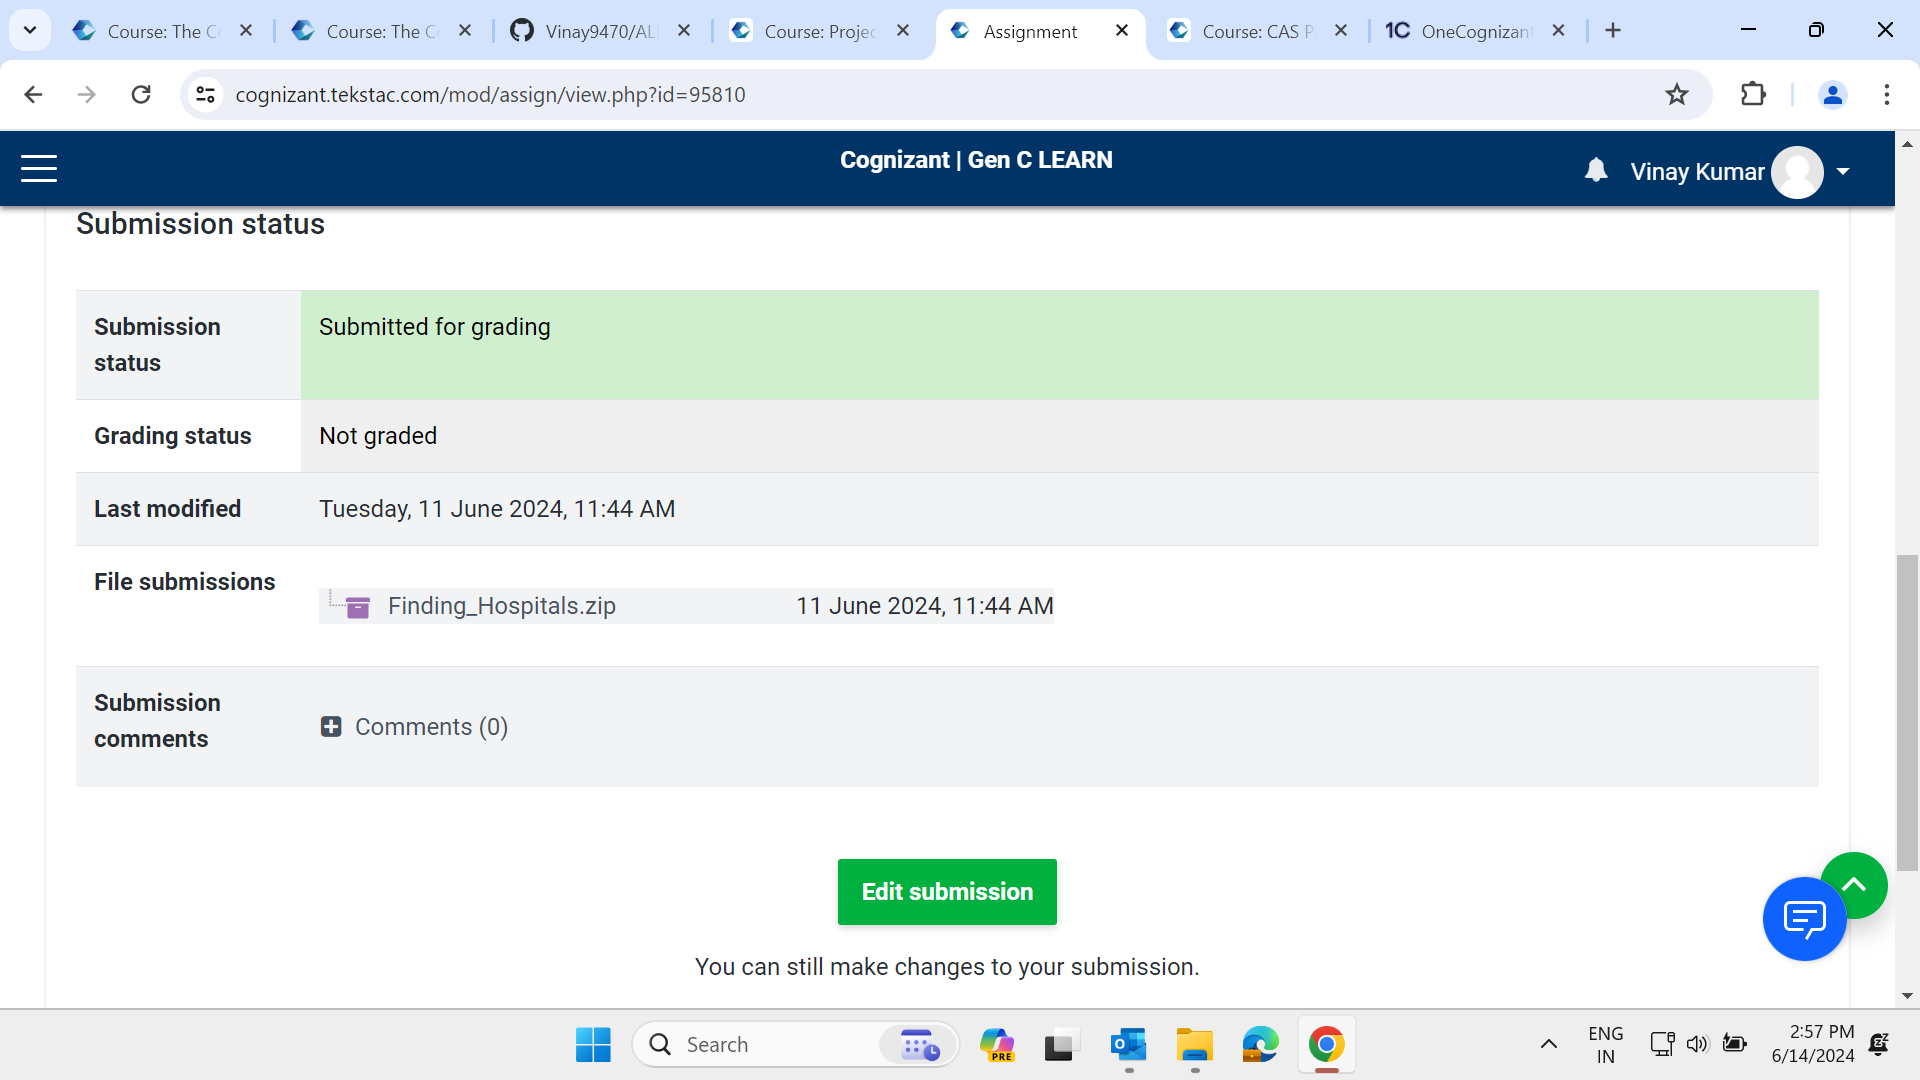 Course: The C
Course: The C
Vinay9470/AL
Course: Projec
Assignment
Course: CAS P
1C OneCognizant
cognizant.tekstac.com/mod/assign/view.php?id=95810
Cognizant | Gen C LEARN
Vinay Kumar
Submission status
Submission status
Submitted for grading
Grading status
Not graded
Last modified
Tuesday, 11 June 2024, 11:44 AM
File submissions
Finding_Hospitals.zip 11 June 2024, 11:44 AM
Submission comments
Comments (0)
Edit submission
You can still make changes to your submission.
Search
PRE
ENG
IN
2:57 PM
6/14/2024